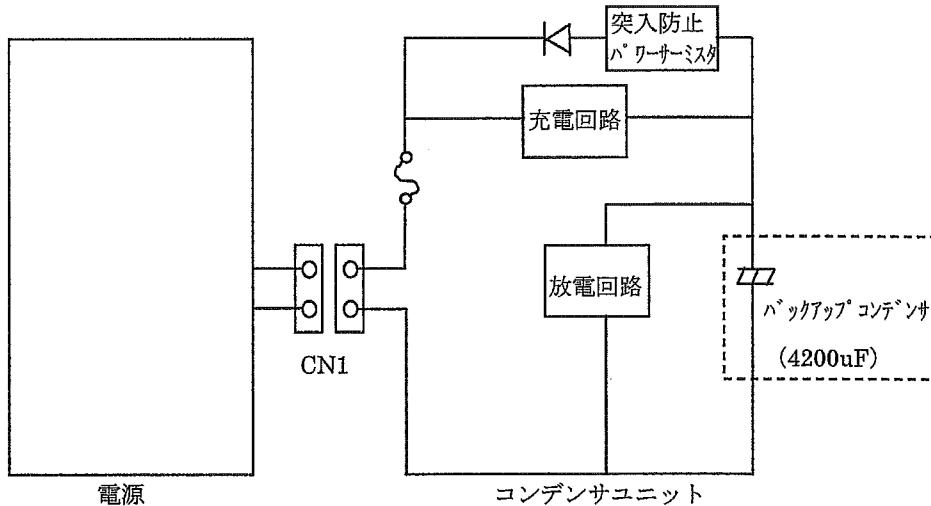 突入防止
パワーサーミスタ
充電回路
放電回路
バックアップコンデンサ
(4200uF)
CN1
電源
コンデンサユニット